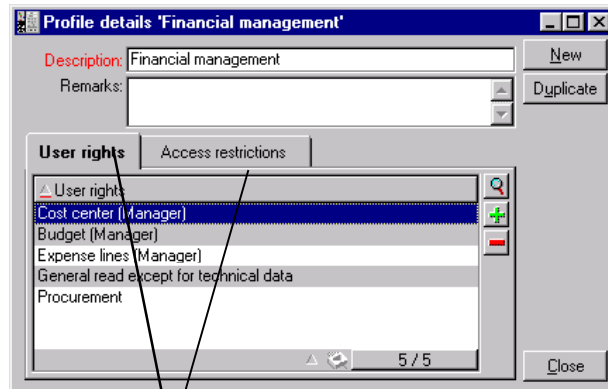 Profile details 'Financial management'
Description: Financial management
New
Remarks:
Duplicate
User rights Access restrictions
User rights
Cost center (Manager)
Budget (Manager)
Expense lines (Manager)
General read except for technical data
Procurement
5 / 5
Close